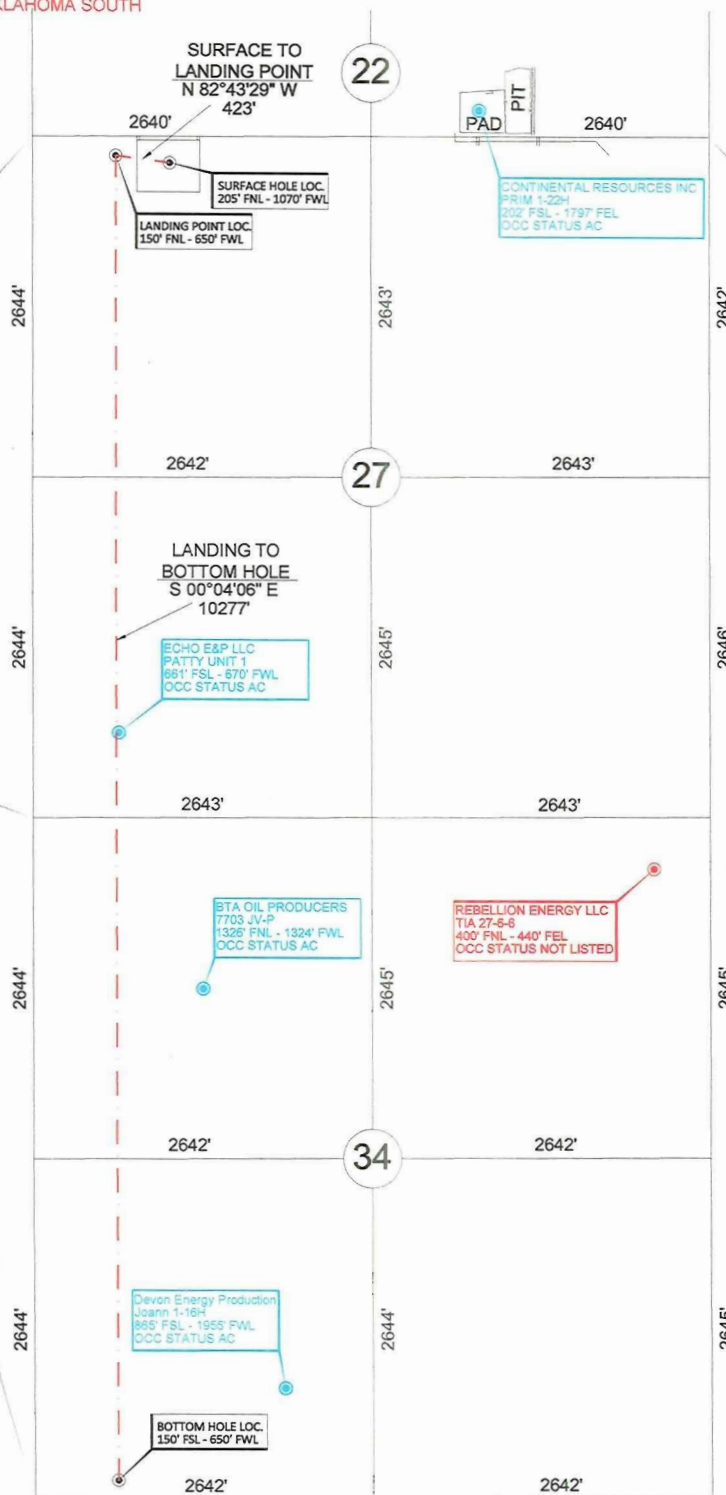 KLAHOMA SOUTH
SURFACE TO
LANDING POINT
N 82°43'29" W
423'
22
2640'
PAD
PIT
2640'
SURFACE HOLE LOC.
205' FNL - 1070' FWL
LANDING POINT LOC.
150' FNL - 650' FWL
CONTINENTAL RESOURCES INC
PRIM 1-22H
202' FSL - 1797' FEL
OCC STATUS AC
2644'
2643'
2642'
2642'
27
2643'
LANDING TO
BOTTOM HOLE
S 00°04'06" E
10277'
2644'
2645'
2646'
ECHO E&P LLC
PATTY UNIT 1
661' FSL - 670' FWL
OCC STATUS AC
2643'
2643'
BTA OIL PRODUCERS
7703 JV-P
1326' FNL - 1324' FWL
OCC STATUS AC
REBELLION ENERGY LLC
TIA 27-6-6
400' FNL - 440' FEL
OCC STATUS NOT LISTED
2644'
2645'
2645'
2642'
34
2642'
Devon Energy Production
Joann 1-16H
865' FSL - 1955' FWL
OCC STATUS AC
2644'
2644'
2645'
BOTTOM HOLE LOC.
150' FSL - 650' FWL
2642'
2642'